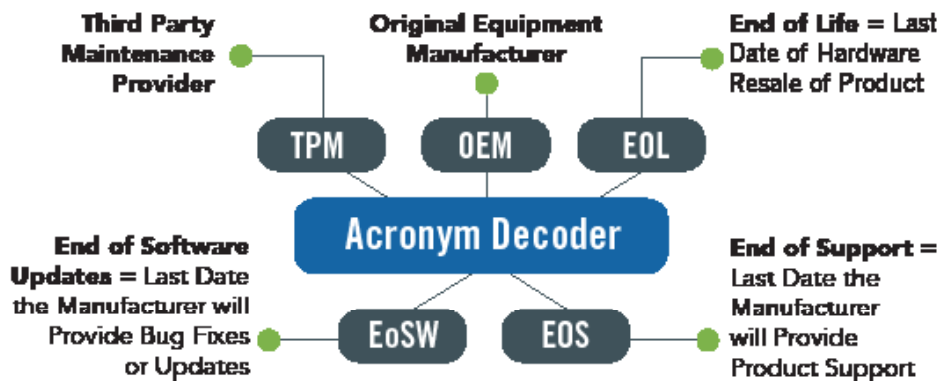 Third Party
Maintenance
Provider
Original Equipment
Manufacturer
End of Life = Last
Date of Hardware
Resale of Product
TPM
OEM
EOL
Acronym Decoder
End of Software
Updates = Last Date
the Manufacturer will
Provide Bug Fixes
or Updates
EoSW
EOS
End of Support =
Last Date the
Manufacturer
will Provide
Product Support